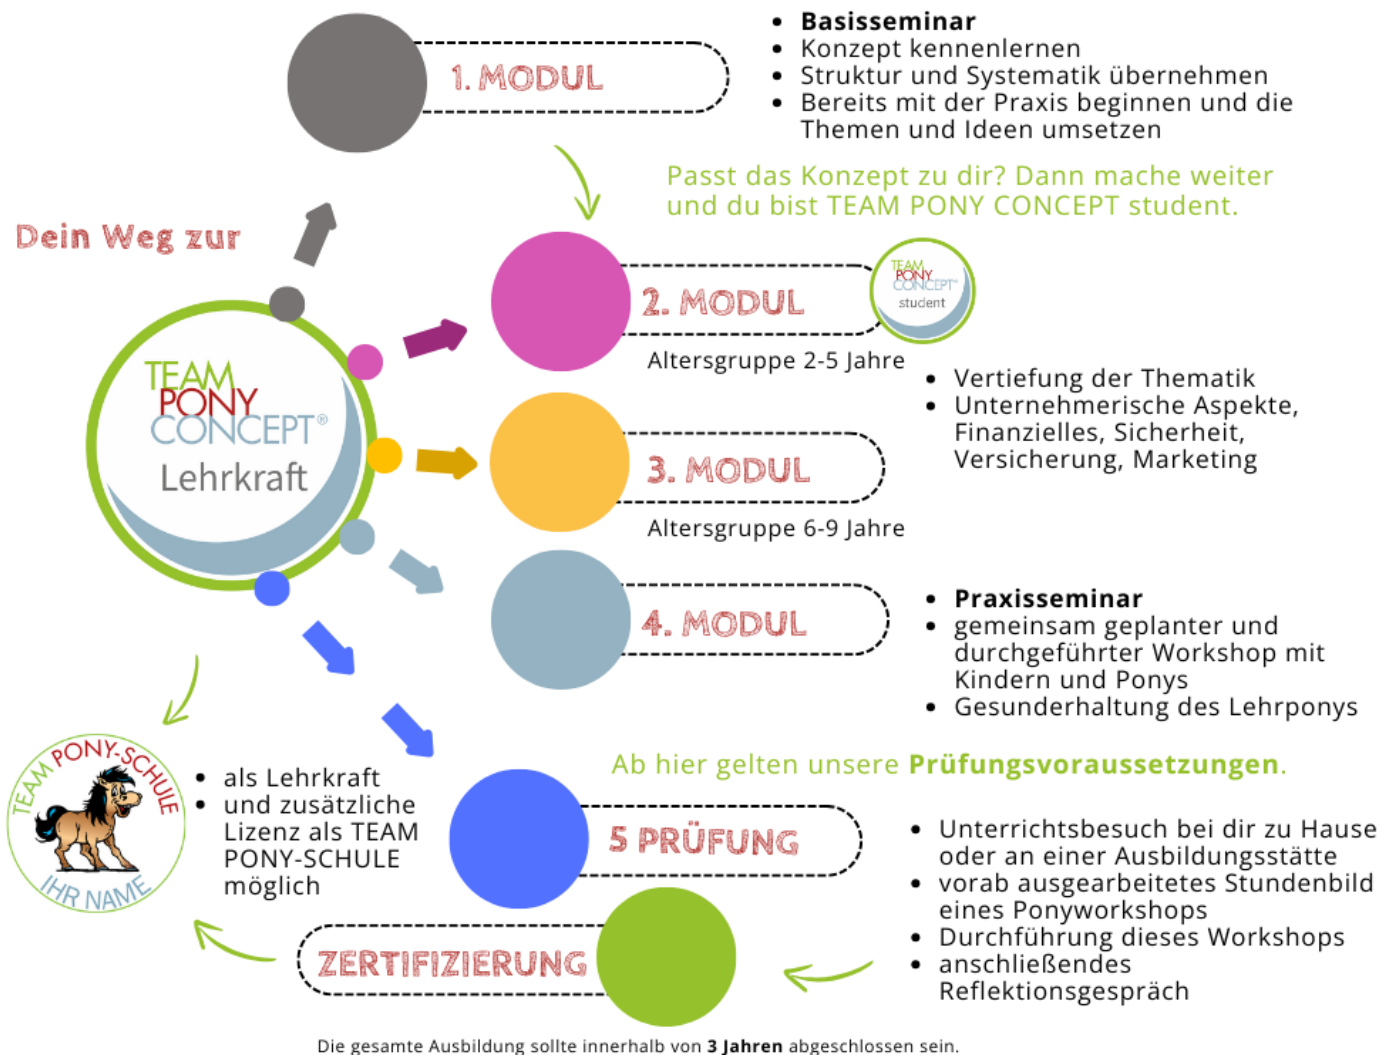 1. MODUL
Basisseminar
Konzept kennenlernen
Struktur und Systematik übernehmen
Bereits mit der Praxis beginnen und die
Themen und Ideen umsetzen
Passt das Konzept zu dir? Dann mache weiter
und du bist TEAM PONY CONCEPT student.
Dein Weg zur
TEAM
PONY
CONCEPT®
Lehrkraft
2. MODUL
TEAM
PONY
CONCEPT
student
Altersgruppe 2-5 Jahre
Vertiefung der Thematik
Unternehmerische Aspekte,
Finanzielles, Sicherheit,
Versicherung, Marketing
3. MODUL
Altersgruppe 6-9 Jahre
4. MODUL
Praxisseminar
gemeinsam geplanter und
durchgeführter Workshop mit
Kindern und Ponys
Gesunderhaltung des Lehrponys
Ab hier gelten unsere Prüfungsvoraussetzungen.
TEAM PONY-SCHULE
IHR NAME
als Lehrkraft
und zusätzliche
Lizenz als TEAM
PONY-SCHULE
möglich
5 PRÜFUNG
Unterrichtsbesuch bei dir zu Hause
oder an einer Ausbildungsstätte
vorab ausgearbeitetes Stundenbild
eines Ponyworkshops
Durchführung dieses Workshops
anschließendes
Reflektionsgespräch
ZERTIFIZIERUNG
Die gesamte Ausbildung sollte innerhalb von 3 Jahren abgeschlossen sein.